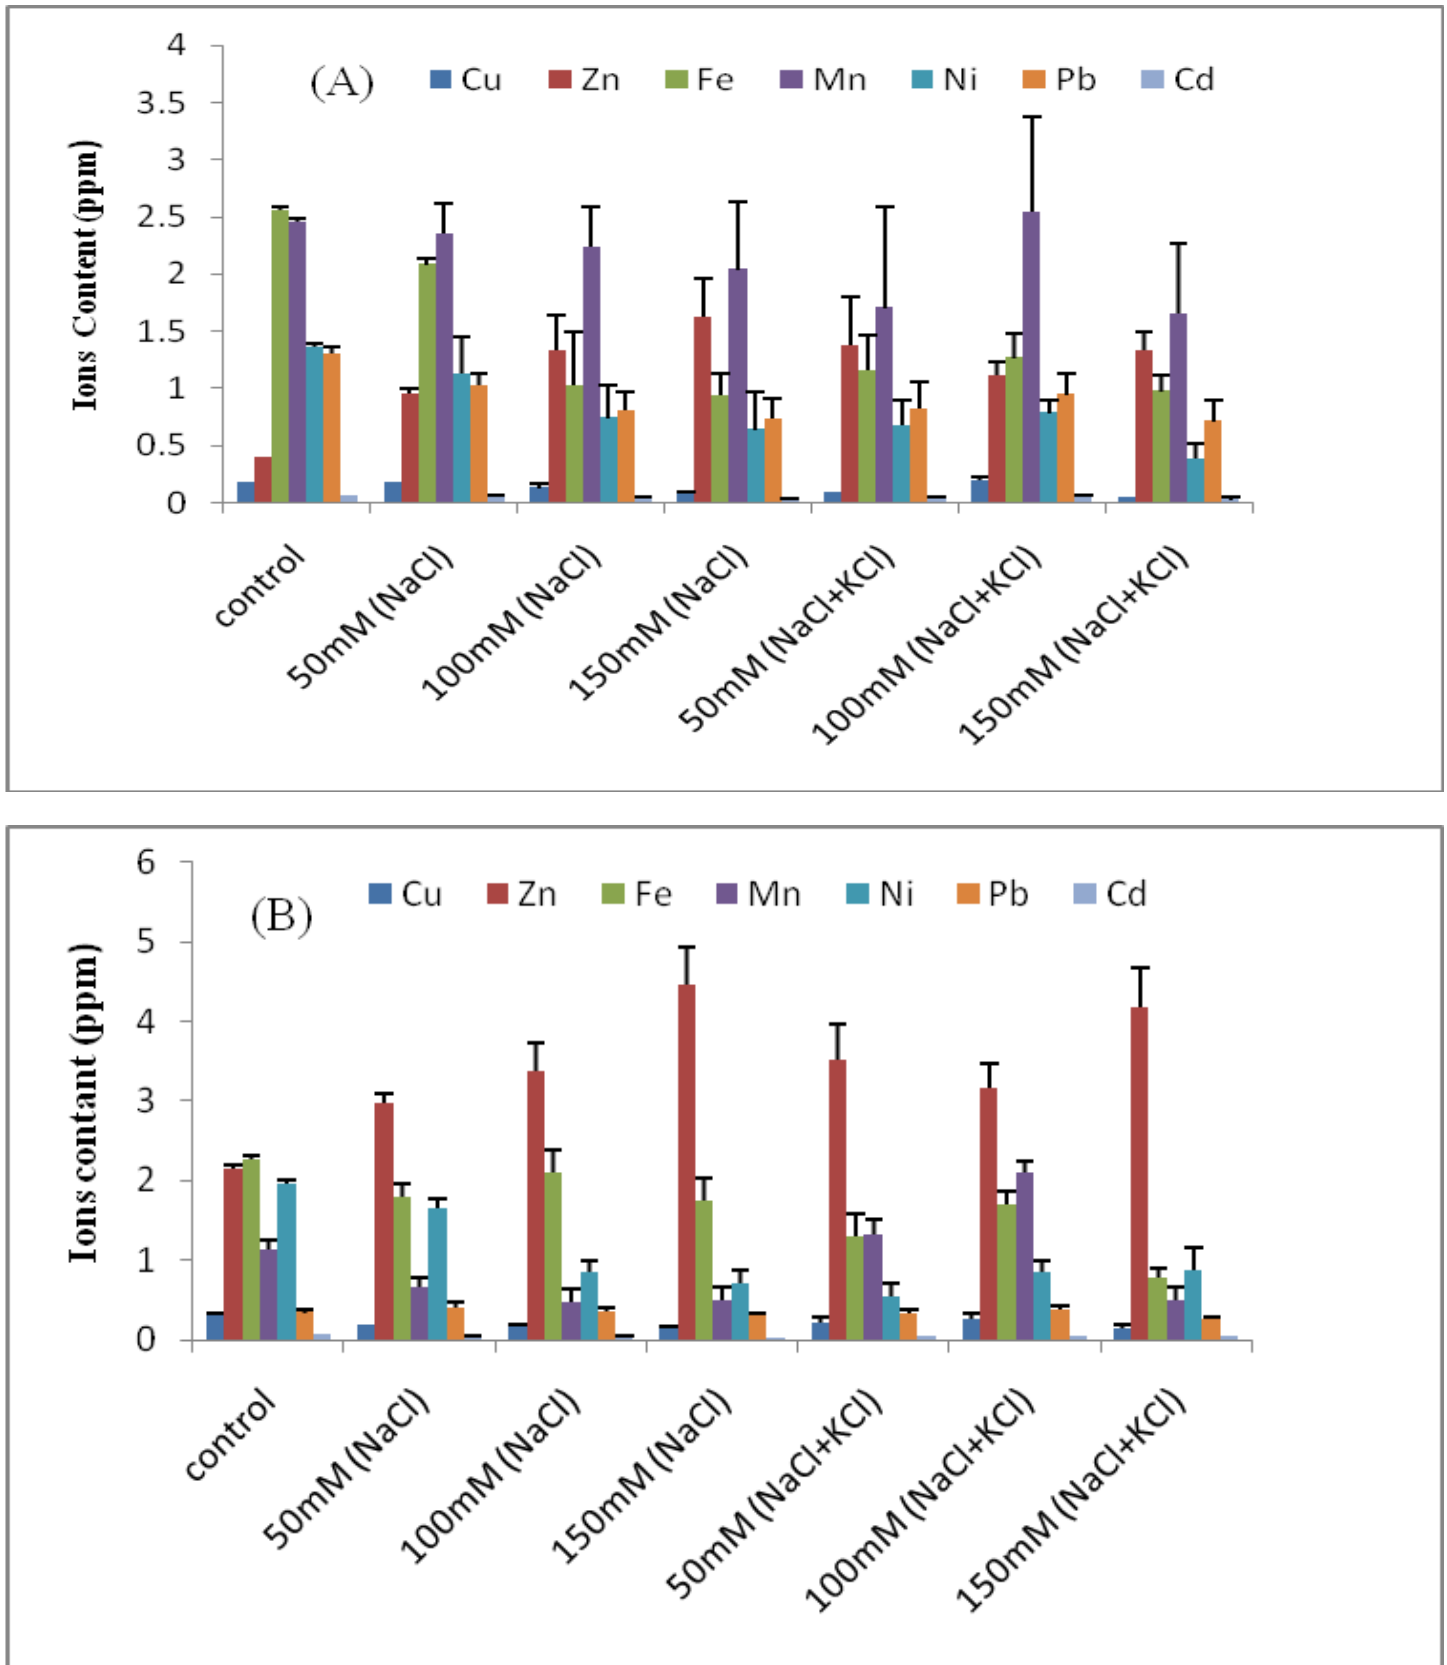 (A) Cu Zn Fe Mn Ni Pb Cd
4
3.5
3
2.5
2
1.5
1
0.5
0
Ions Content (ppm)
control
50mM (NaCl)
100mM (NaCl)
150mM (NaCl)
50mM (NaCl+KCl)
100mM (NaCl+KCl)
150mM (NaCl+KCl)
(B) Cu Zn Fe Mn Ni Pb Cd
6
5
4
3
2
1
0
Ions contant (ppm)
control
50mM (NaCl)
100mM (NaCl)
150mM (NaCl)
50mM (NaCl+KCl)
100mM (NaCl+KCl)
150mM (NaCl+KCl)